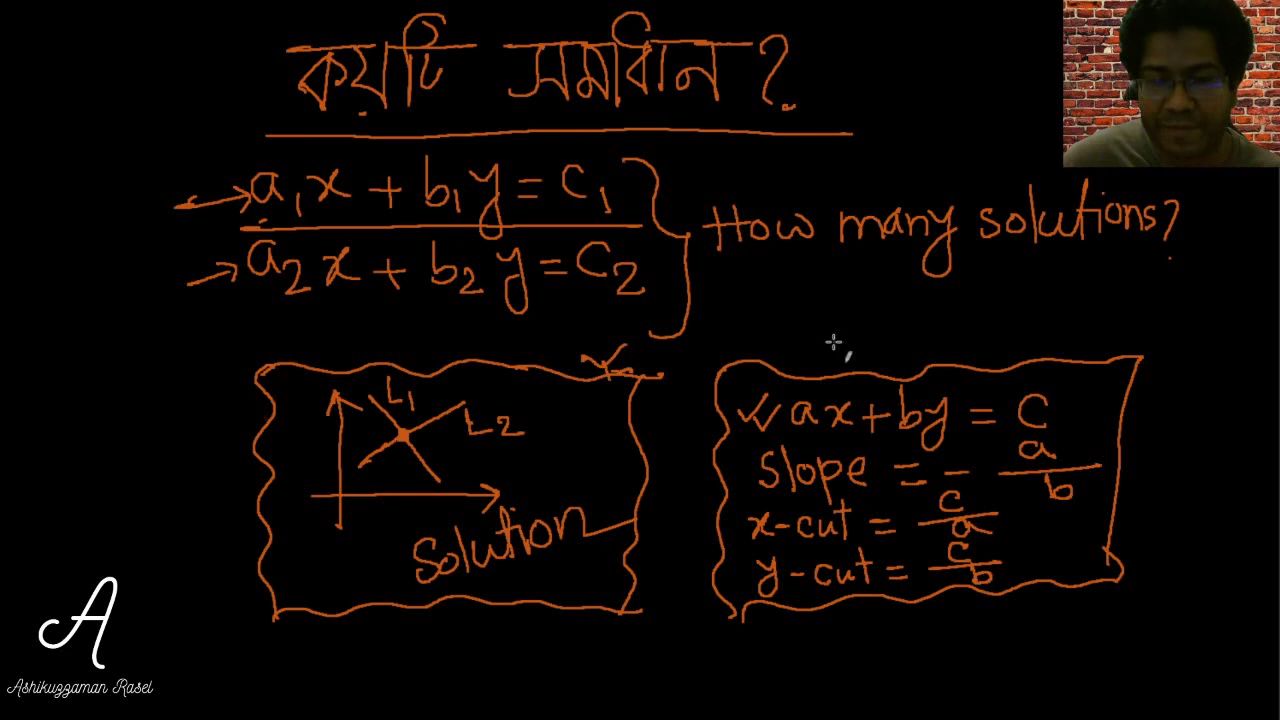 কয়টি সমাধান?
a₁x + b₁y = c₁
a₂x + b₂y = c₂
How many solutions?
L₁
L₂
Solution
ax + by = c
slope = - a/b
x-cut = c/a
y-cut = c/b
A
Ashikuzzaman Rasel